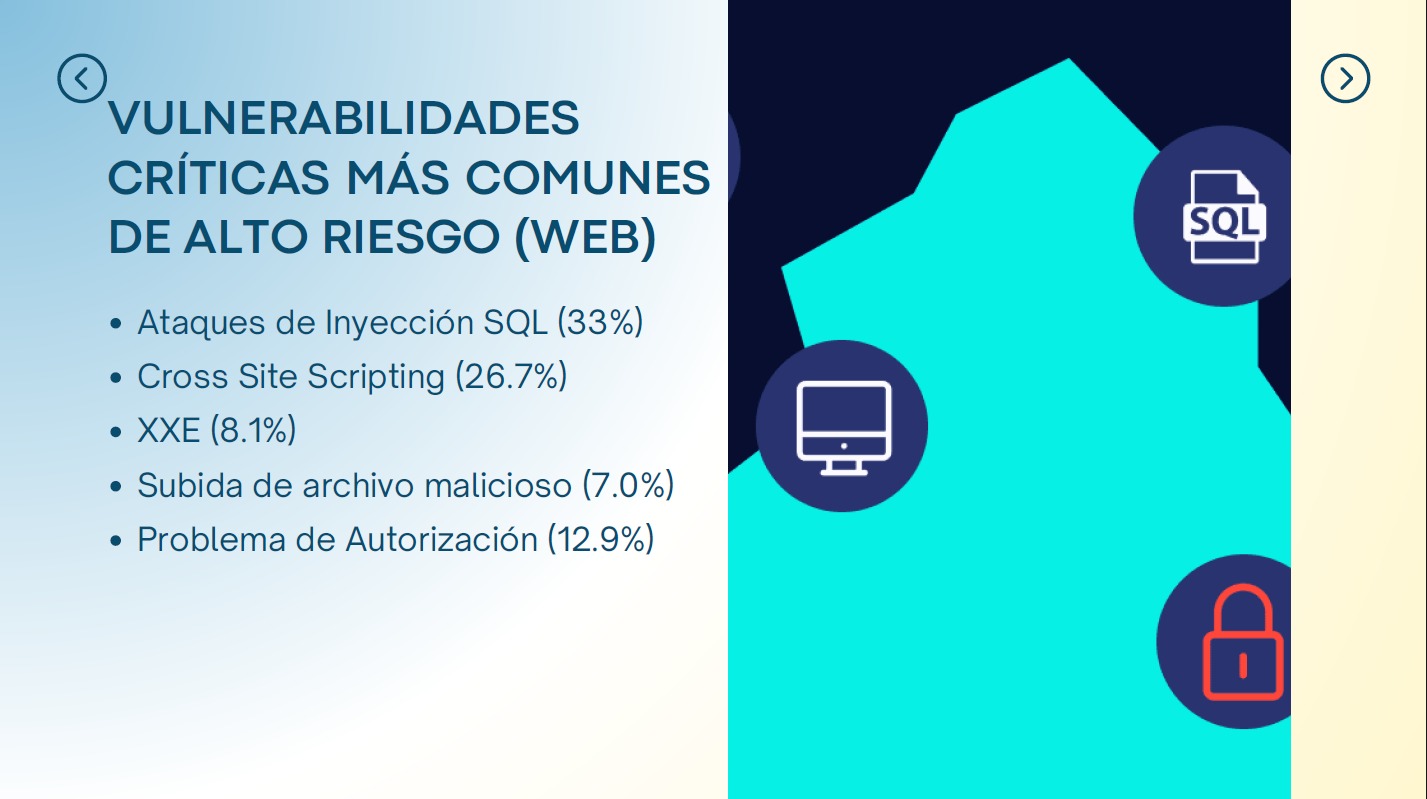 VULNERABILIDADES
CRÍTICAS MÁS COMUNES
DE ALTO RIESGO (WEB)
• Ataques de Inyección SQL (33%)
• Cross Site Scripting (26.7%)
• XXE (8.1%)
• Subida de archivo malicioso (7.0%)
• Problema de Autorización (12.9%)
SQL